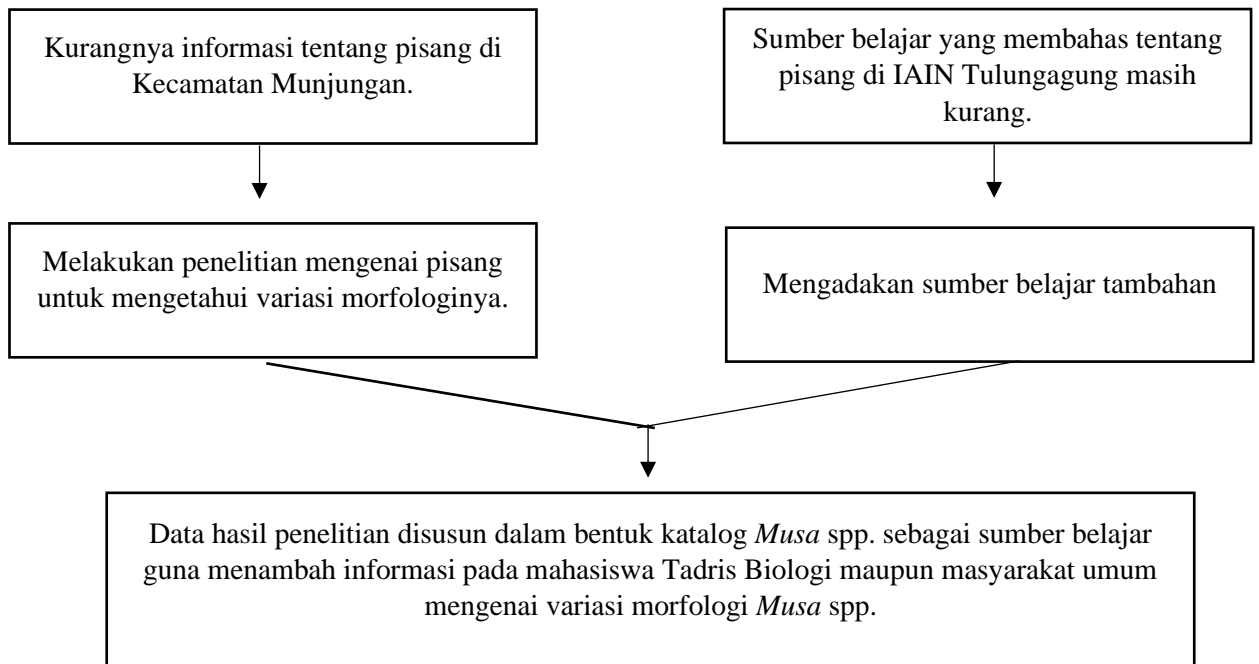 Kurangnya informasi tentang pisang di
Kecamatan Munjungan.
Sumber belajar yang membahas tentang
pisang di IAIN Tulungagung masih
kurang.
Melakukan penelitian mengenai pisang
untuk mengetahui variasi morfologinya.
Mengadakan sumber belajar tambahan
Data hasil penelitian disusun dalam bentuk katalog Musa spp. sebagai sumber belajar
guna menambah informasi pada mahasiswa Tadris Biologi maupun masyarakat umum
mengenai variasi morfologi Musa spp.